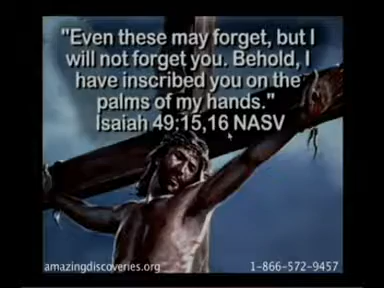 "Even these may forget, but I
will not forget you. Behold, I
have inscribed you on the
palms of my hands."
Isaiah 49:15,16 NASV
amazingdiscoveries.org
1-866-572-9457